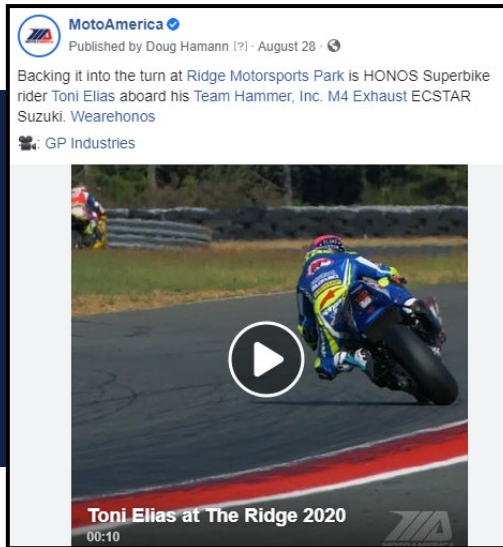 MotoAmerica
Published by Doug Hamann [?] · August 28 ·
Backing it into the turn at Ridge Motorsports Park is HONOS Superbike
rider Toni Elias aboard his Team Hammer, Inc. M4 Exhaust ECSTAR
Suzuki. Wearehonos
: GP Industries
SUZUKI
Toni Elias at The Ridge 2020
00:10
MOTOAMERICA